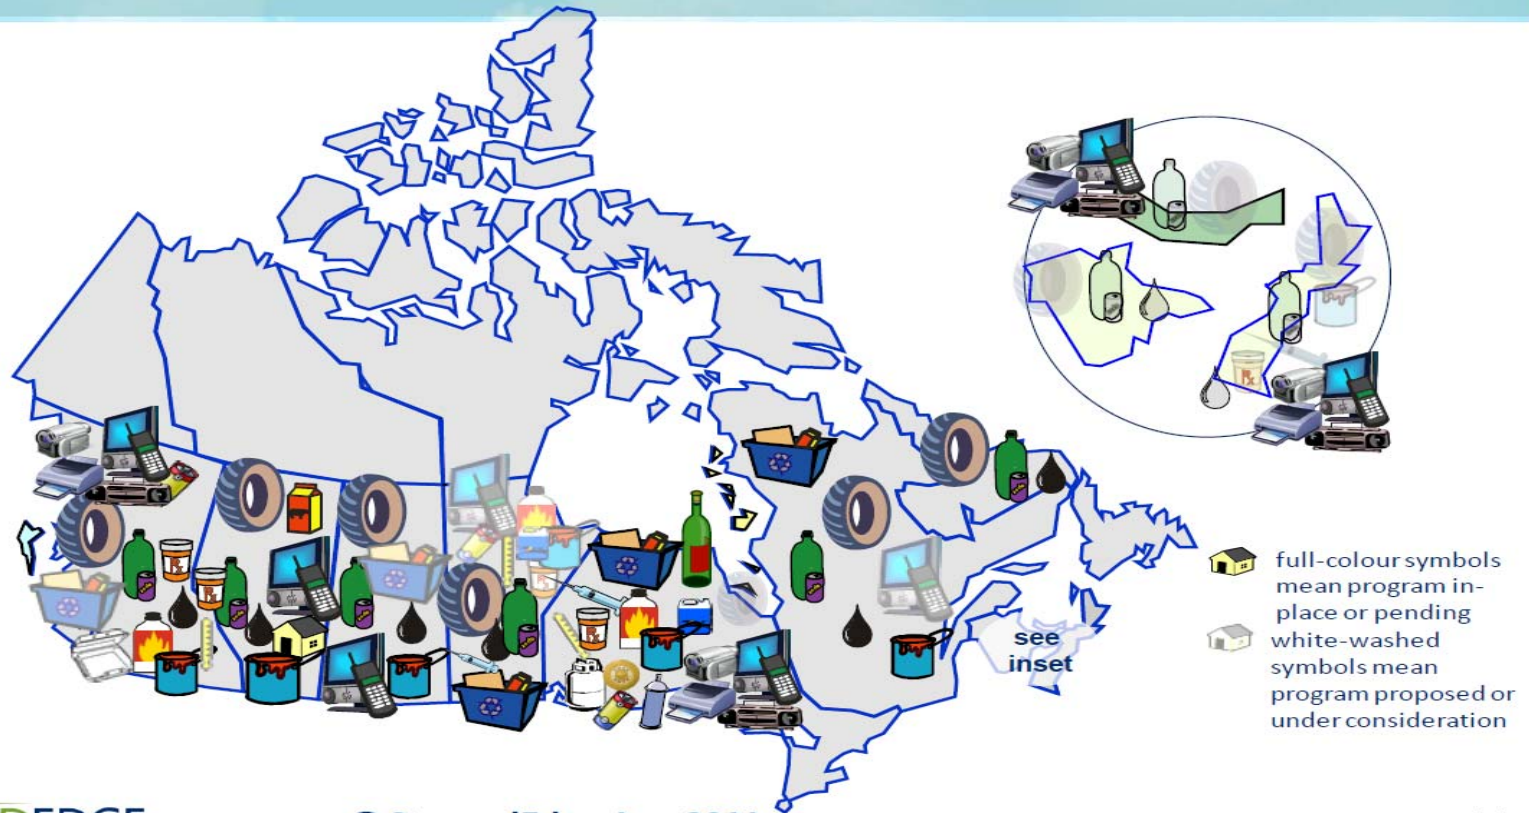 see
inset
full-colour symbols
mean program in-
place or pending
white-washed
symbols mean
program proposed or
under consideration